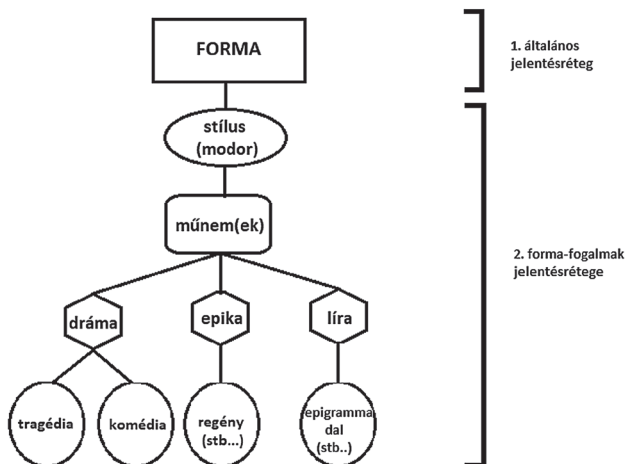 FORMA
1. általános
jelentésréteg
stílus
(modor)
műnem(ek)
2. forma-fogalmak
jelentésrétege
dráma
epika
líra
tragédia
komédia
regény
(stb...)
epigramma
dal
(stb..)